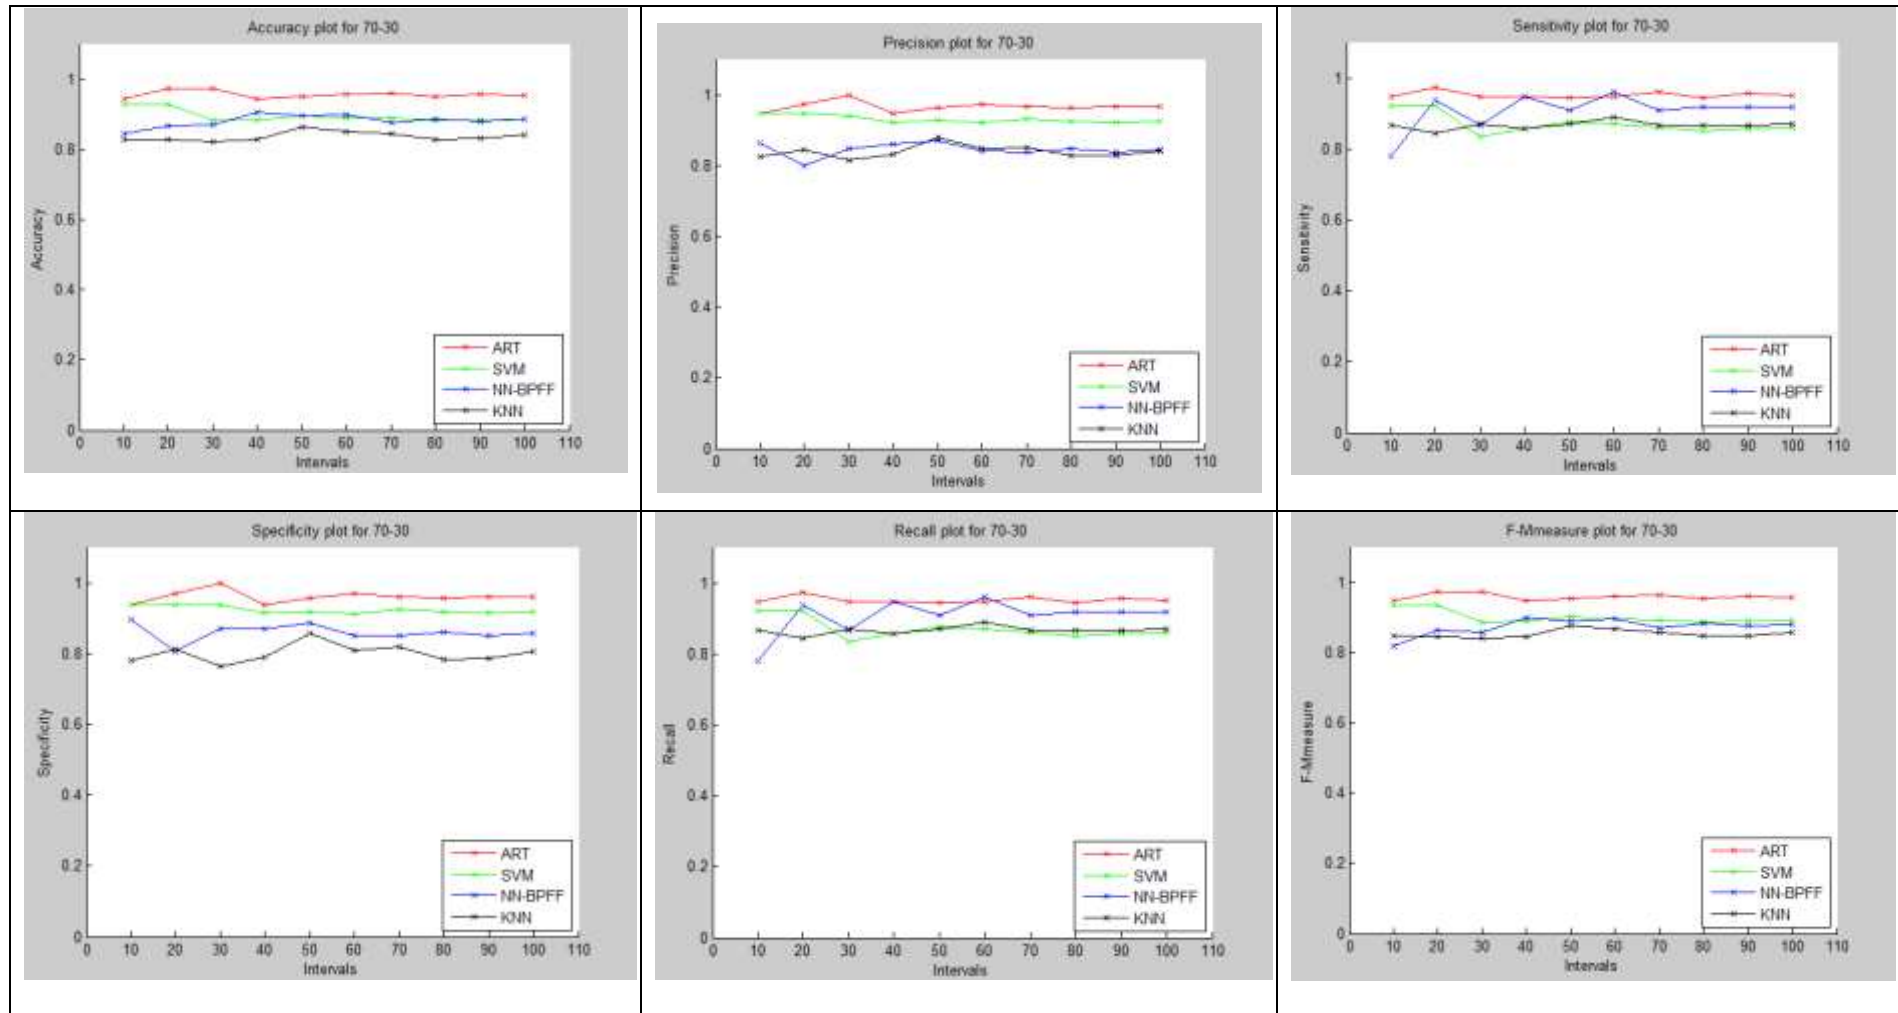 Accuracy plot for 70-30
1
0.8
0.6
0.4
0.2
0
Accuracy
0 10 20 30 40 50 60 70 80 90 100 110
Intervals
ART
SVM
NN-BPFF
KNN
Precision plot for 70-30
1
0.8
0.6
0.4
0.2
0
Precision
0 10 20 30 40 50 60 70 80 90 100 110
Intervals
ART
SVM
NN-BPFF
KNN
Sensitivity plot for 70-30
1
0.8
0.6
0.4
0.2
0
Sensitivity
0 10 20 30 40 50 60 70 80 90 100 110
Intervals
ART
SVM
NN-BPFF
KNN
Specificity plot for 70-30
1
0.8
0.6
0.4
0.2
0
Specificity
0 10 20 30 40 50 60 70 80 90 100 110
Intervals
ART
SVM
NN-BPFF
KNN
Recall plot for 70-30
1
0.8
0.6
0.4
0.2
0
Recall
0 10 20 30 40 50 60 70 80 90 100 110
Intervals
ART
SVM
NN-BPFF
KNN
F-Mmeasure plot for 70-30
1
0.8
0.6
0.4
0.2
0
F-Mmeasure
0 10 20 30 40 50 60 70 80 90 100 110
Intervals
ART
SVM
NN-BPFF
KNN